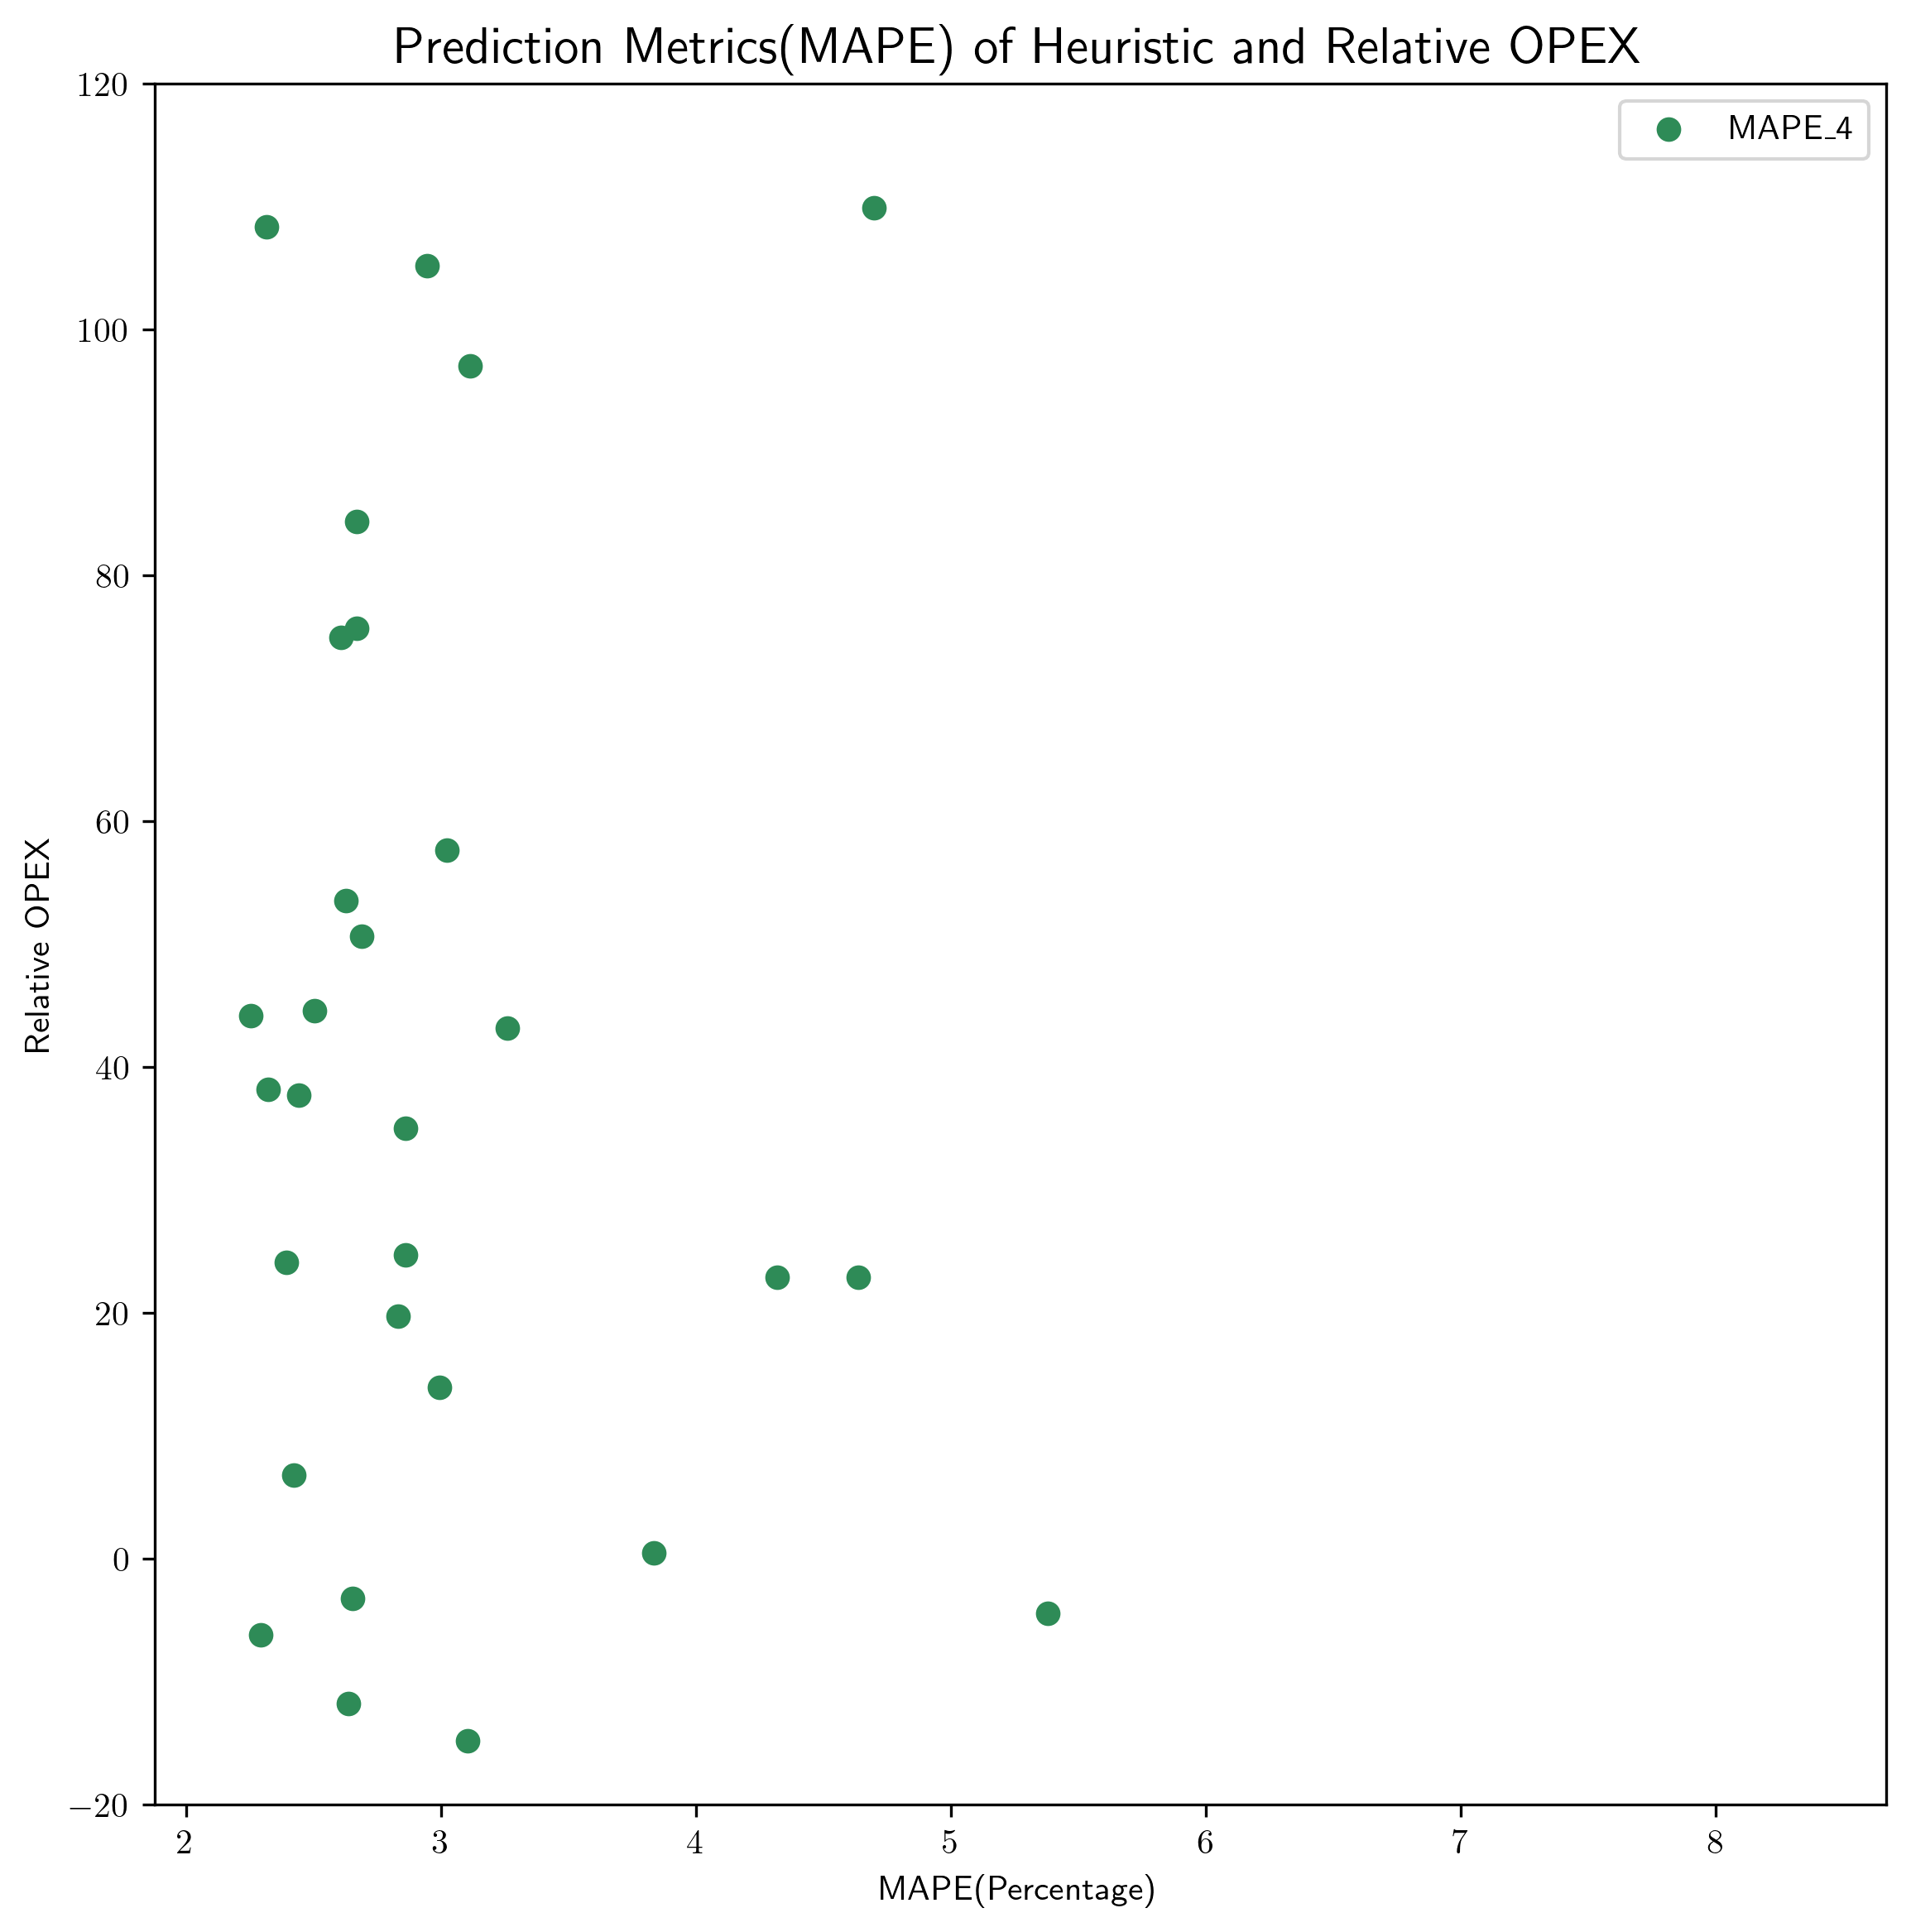 Prediction Metrics(MAPE) of Heuristic and Relative OPEX
MAPE_4
120
100
80
60
40
20
0
−20
Relative OPEX
2 3 4 5 6 7 8
MAPE(Percentage)